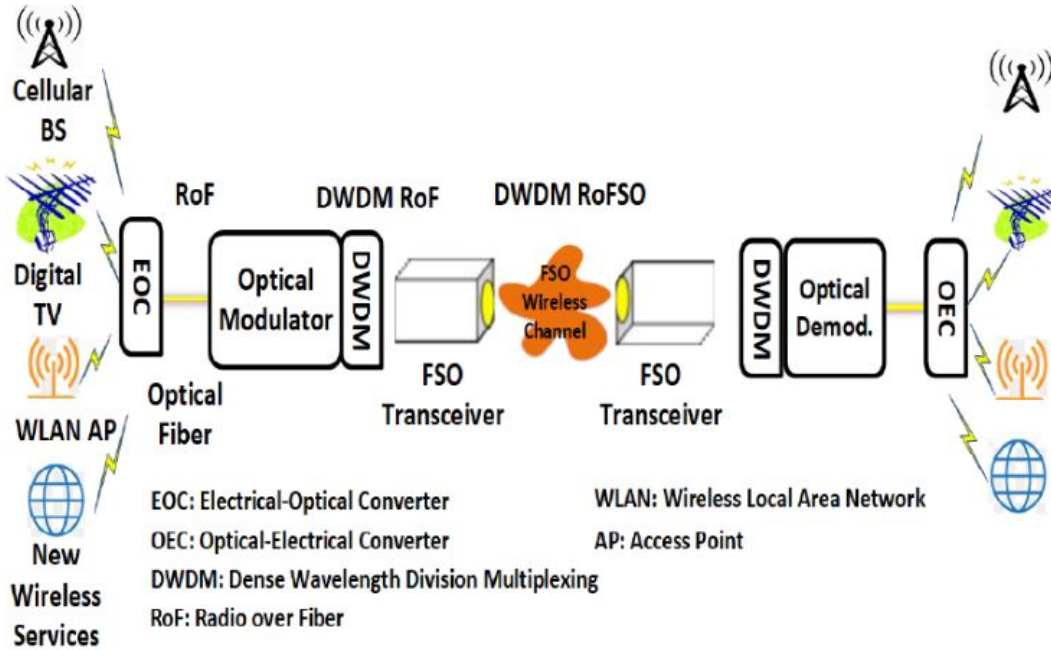 Cellular
BS
Digital
TV
WLAN AP
New
Wireless
Services
RoF
DWDM RoF
DWDM RoFSO
EOC
Optical
Modulator
DWDM
FSO
Wireless
Channel
DWDM
Optical
Demod.
OEC
Optical
Fiber
FSO
Transceiver
FSO
Transceiver
EOC: Electrical-Optical Converter
OEC: Optical-Electrical Converter
DWDM: Dense Wavelength Division Multiplexing
RoF: Radio over Fiber
WLAN: Wireless Local Area Network
AP: Access Point